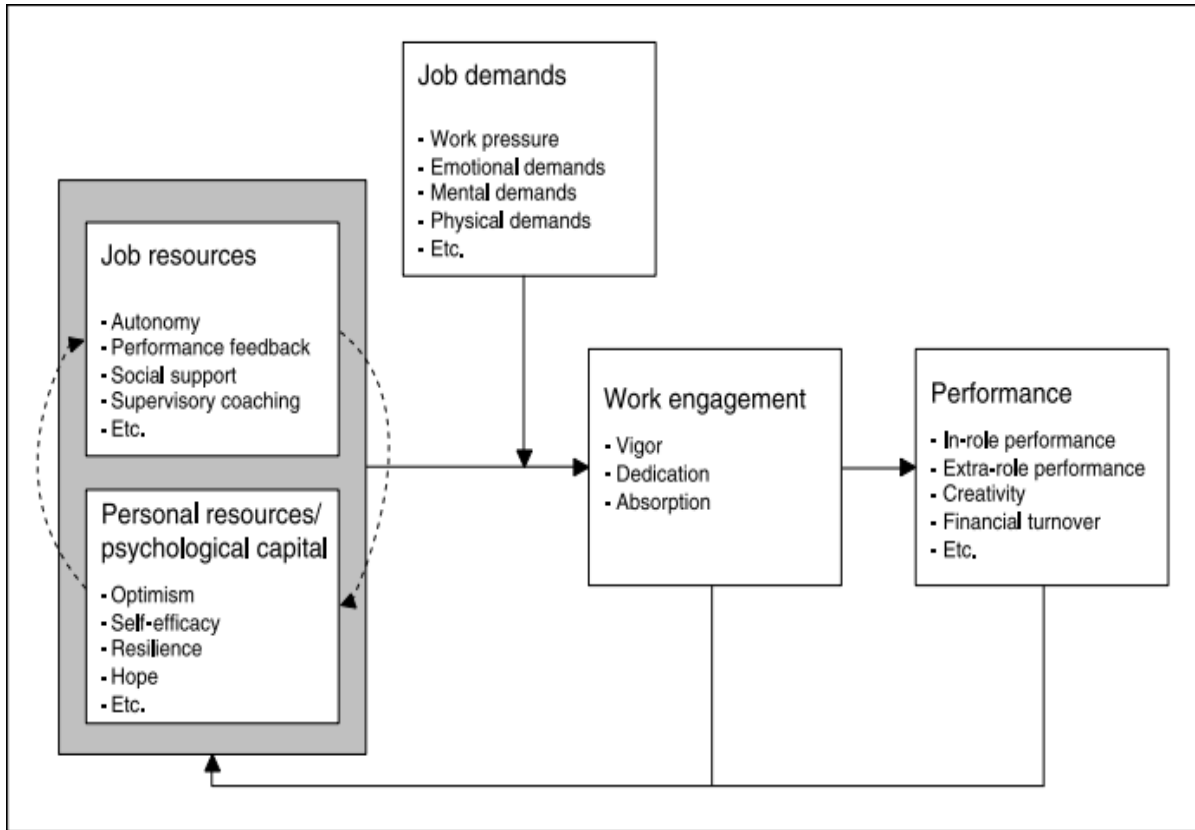 Job demands
- Work pressure
- Emotional demands
- Mental demands
- Physical demands
- Etc.
Job resources
- Autonomy
- Performance feedback
- Social support
- Supervisory coaching
- Etc.
Personal resources/
psychological capital
- Optimism
- Self-efficacy
- Resilience
- Hope
- Etc.
Work engagement
- Vigor
- Dedication
- Absorption
Performance
- In-role performance
- Extra-role performance
- Creativity
- Financial turnover
- Etc.